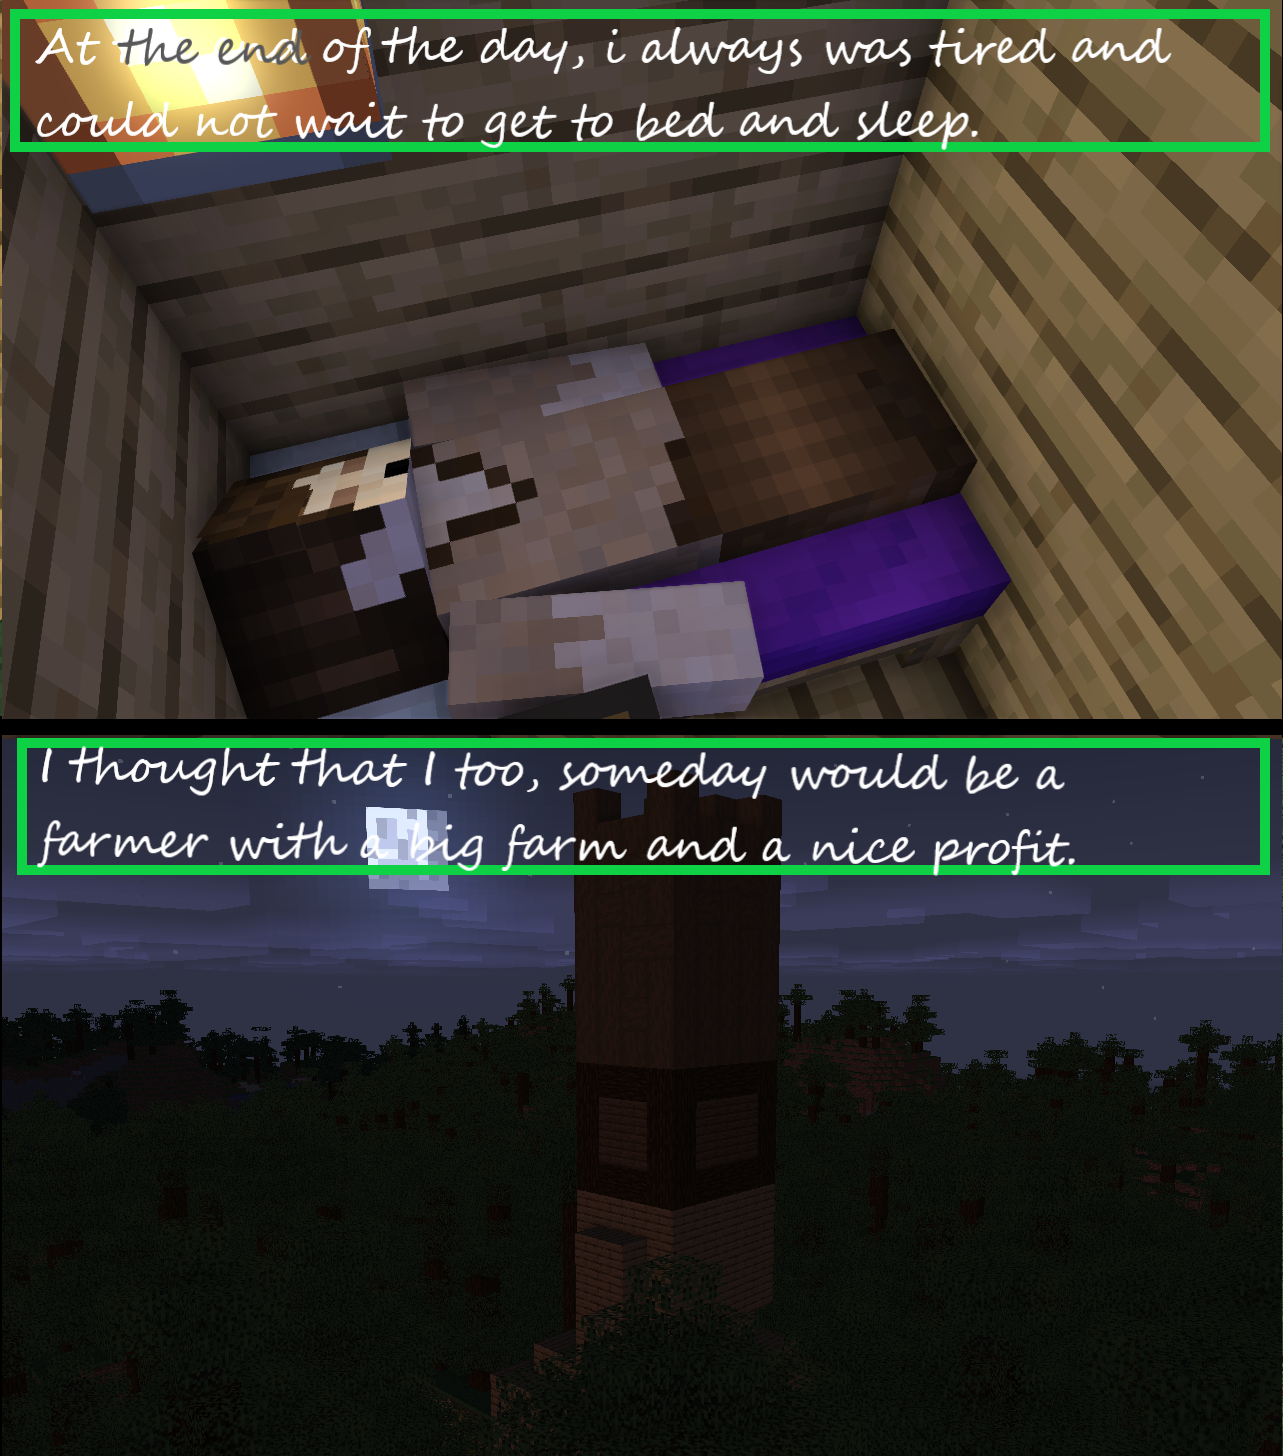 At the end of the day, i always was tired and
could not wait to get to bed and sleep.
I thought that I too, someday would be a
farmer with a big farm and a nice profit.